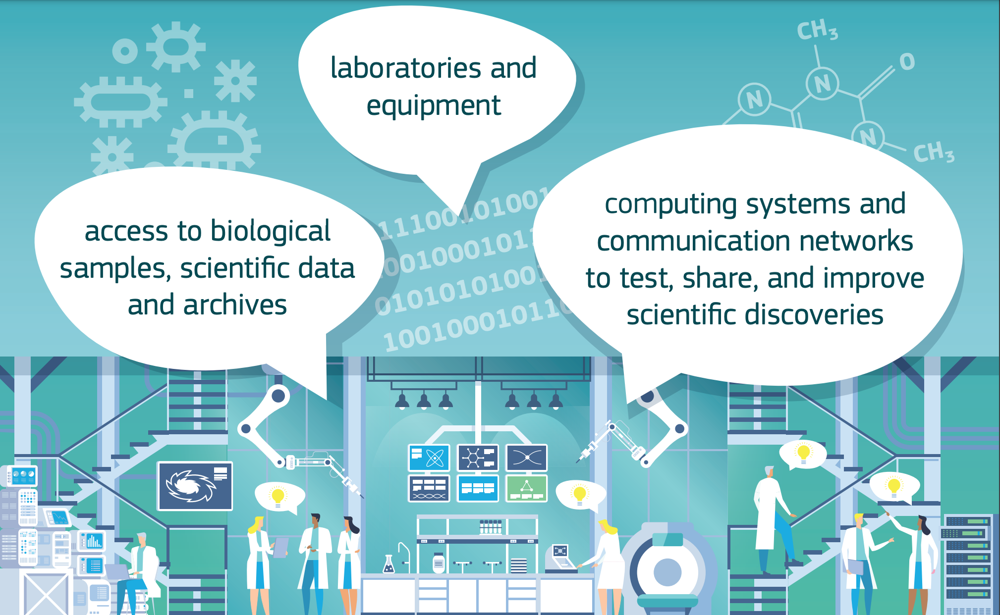 laboratories and
equipment
access to biological
samples, scientific data
and archives
computing systems and
communication networks
to test, share, and improve
scientific discoveries
CH₃
O
N
N
N
CH₃
10010001011